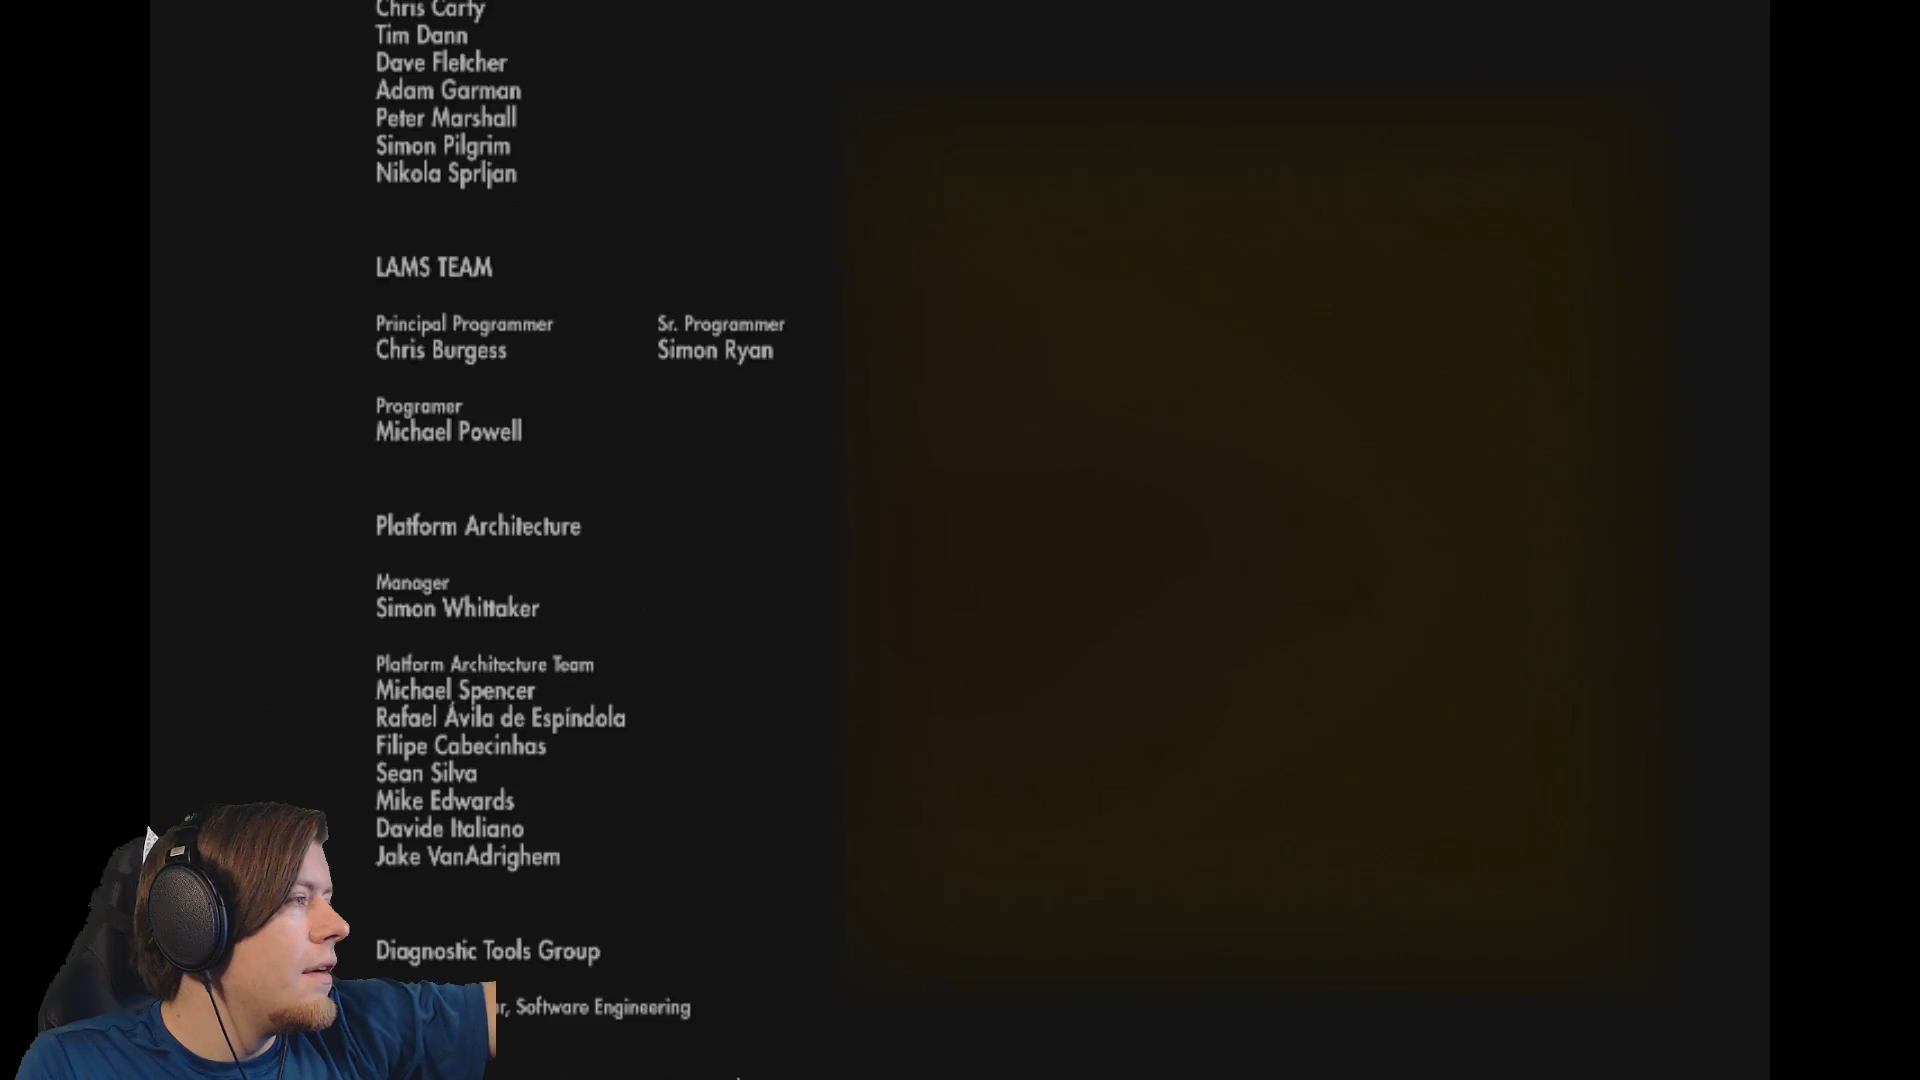 Chris Carty
Tim Dann
Dave Fletcher
Adam Garman
Peter Marshall
Simon Pilgrim
Nikola Sprljan
LAMS TEAM
Principal Programmer
Chris Burgess
Sr. Programmer
Simon Ryan
Programer
Michael Powell
Platform Architecture
Manager
Simon Whittaker
Platform Architecture Team
Michael Spencer
Rafael Ávila de Espíndola
Filipe Cabecinhas
Sean Silva
Mike Edwards
Davide Italiano
Jake VanAdrighem
Diagnostic Tools Group
Software Engineering